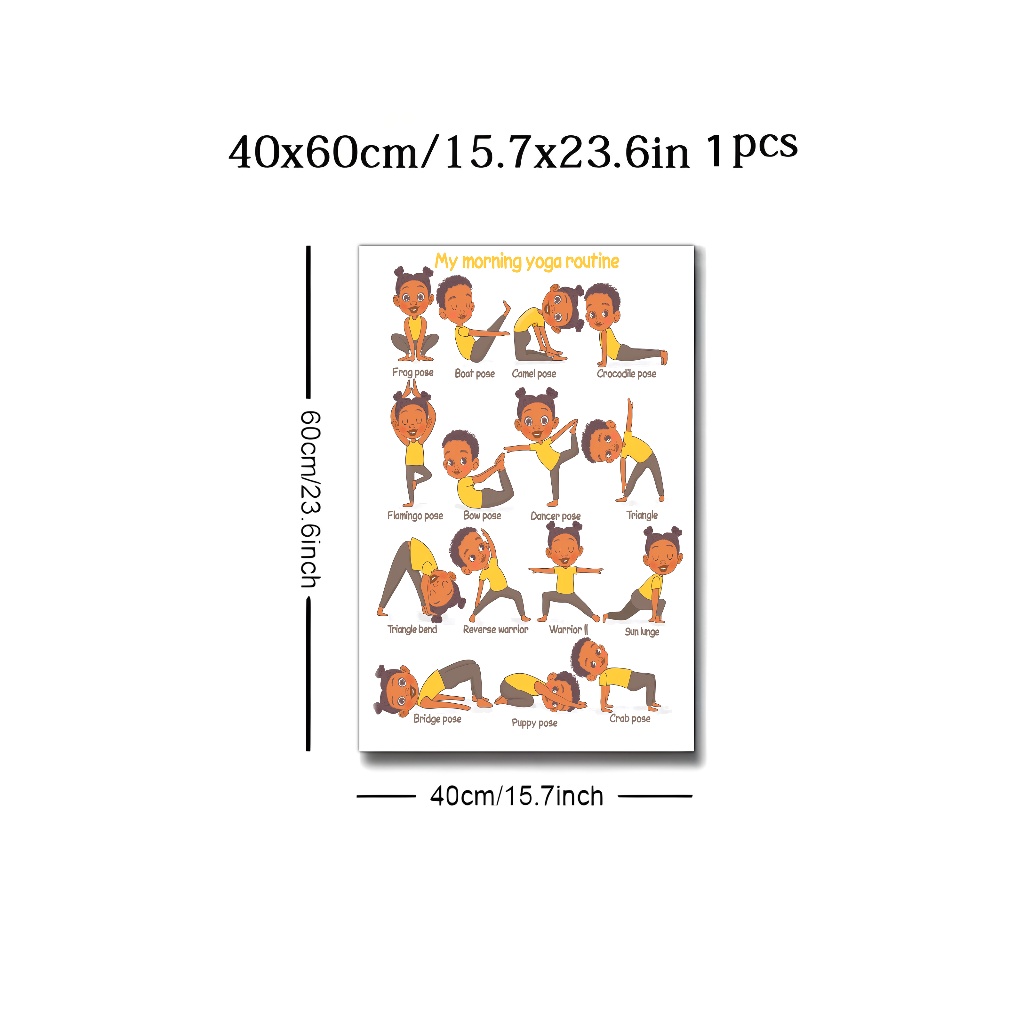 40x60cm/15.7x23.6in 1pcs
60cm/23.6inch
My morning yoga routine
Frog pose Boat pose Camel pose Crocodile pose
Flamingo pose Bow pose Dancer pose Triangle
Triangle bend Reverse warrior Warrior II Sun lunge
Bridge pose Puppy pose Crab pose
40cm/15.7inch